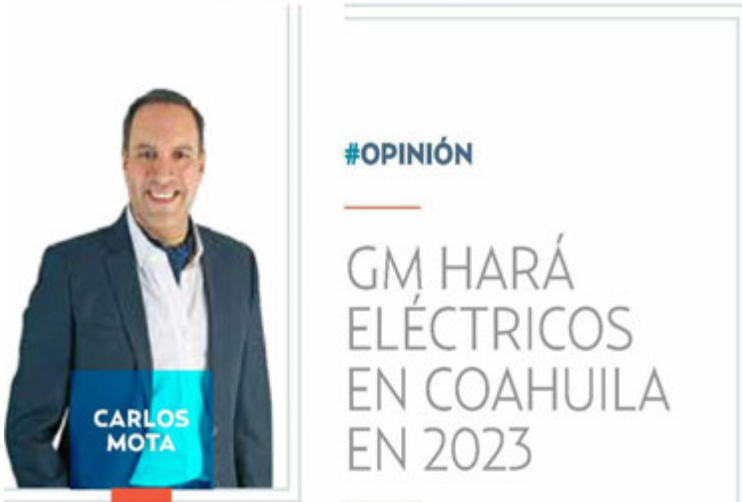 CARLOS
MOTA
#OPINIÓN
GM HARÁ
ELÉCTRICOS
EN COAHUILA
EN 2023